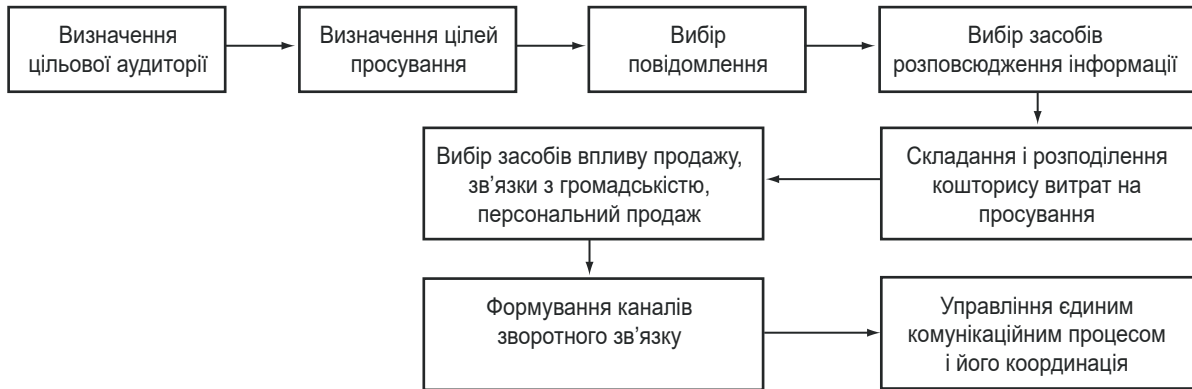 Визначення
цільової аудиторії
Визначення цілей
просування
Вибір
повідомлення
Вибір засобів
розповсюдження інформації
Складання і розподілення
кошторису витрат на
просування
Вибір засобів впливу продажу,
зв’язки з громадськістю,
персональний продаж
Формування каналів
зворотного зв’язку
Управління єдиним
комунікаційним процесом
і його координація